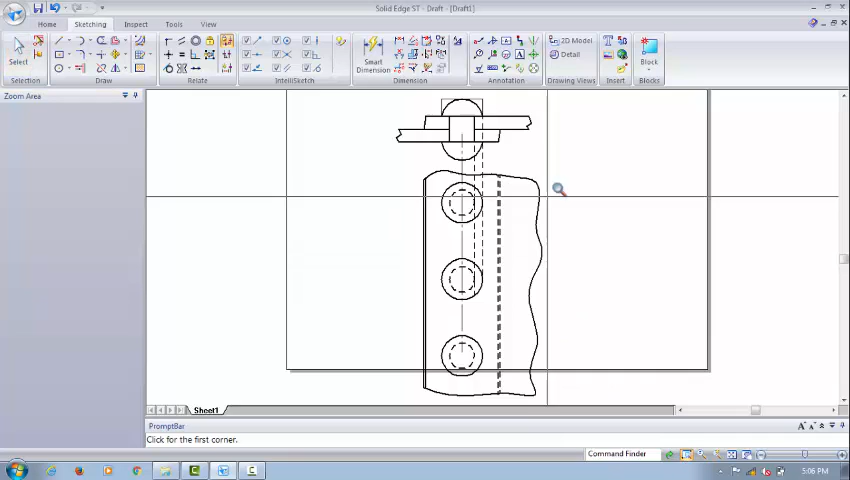 Solid Edge ST - Draft - [Draft1]
Home Sketching Inspect Tools View
Select
Smart
Dimension
2D Model
Detail
Block
Selection Draw Relate IntelliSketch Dimension Annotation Drawing Views Insert Blocks
Zoom Area
Sheet1
PromptBar
Click for the first corner.
Command Finder
5:06 PM